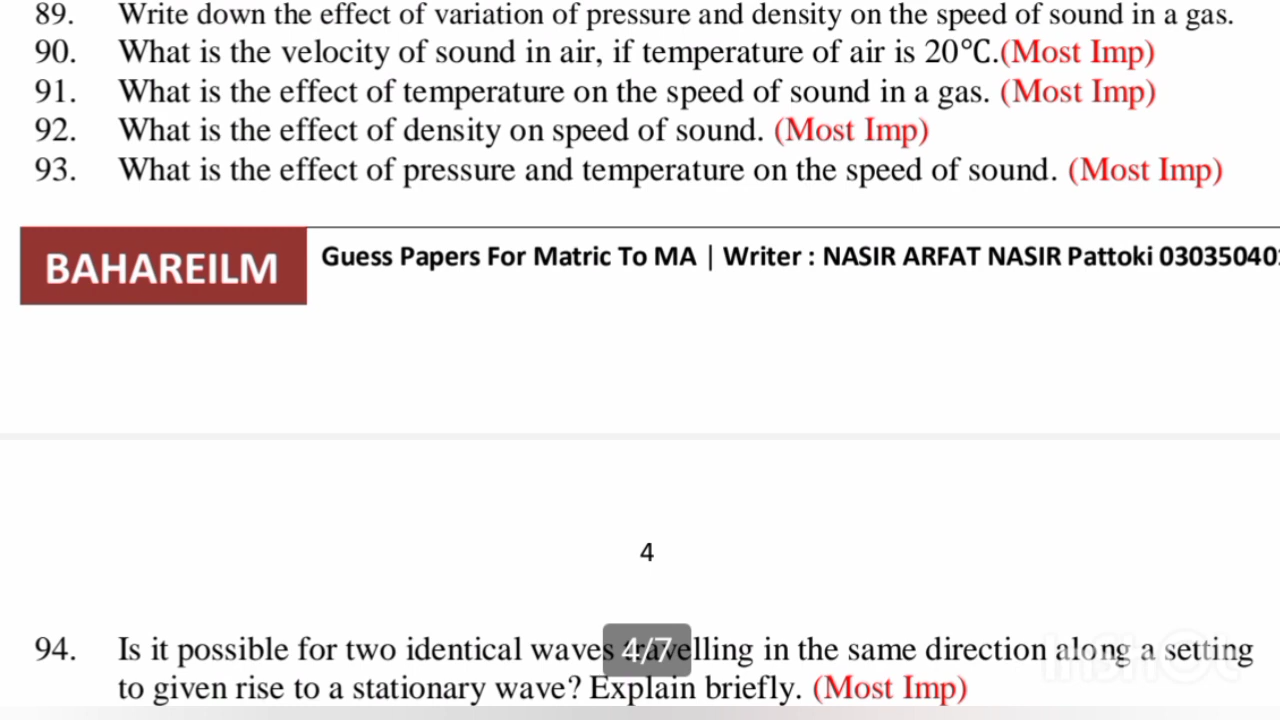 89. Write down the effect of variation of pressure and density on the speed of sound in a gas.
90. What is the velocity of sound in air, if temperature of air is 20°C.(Most Imp)
91. What is the effect of temperature on the speed of sound in a gas. (Most Imp)
92. What is the effect of density on speed of sound. (Most Imp)
93. What is the effect of pressure and temperature on the speed of sound. (Most Imp)
BAHAREILM
Guess Papers For Matric To MA | Writer : NASIR ARFAT NASIR Pattoki 03035040
4
94. Is it possible for two identical waves travelling in the same direction along a setting
4/7
to given rise to a stationary wave? Explain briefly. (Most Imp)